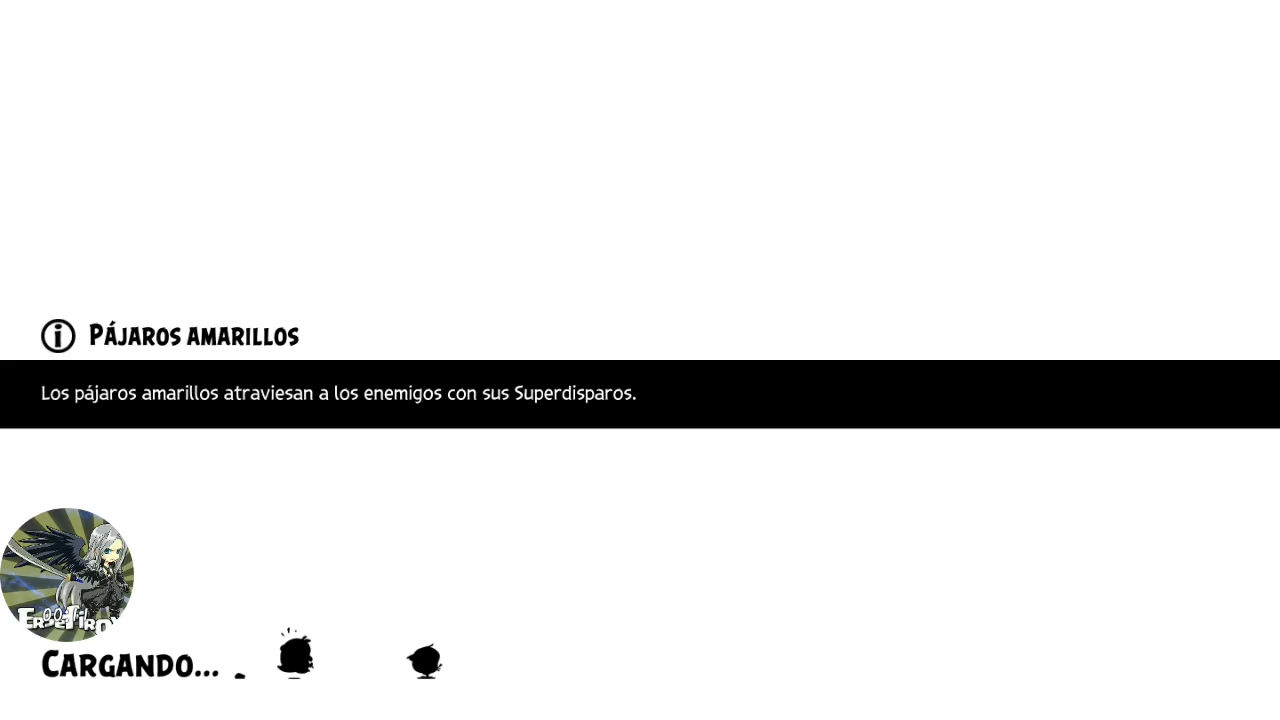 Pájaros amarillos
Los pájaros amarillos atraviesan a los enemigos con sus Superdisparos.
Cargando...